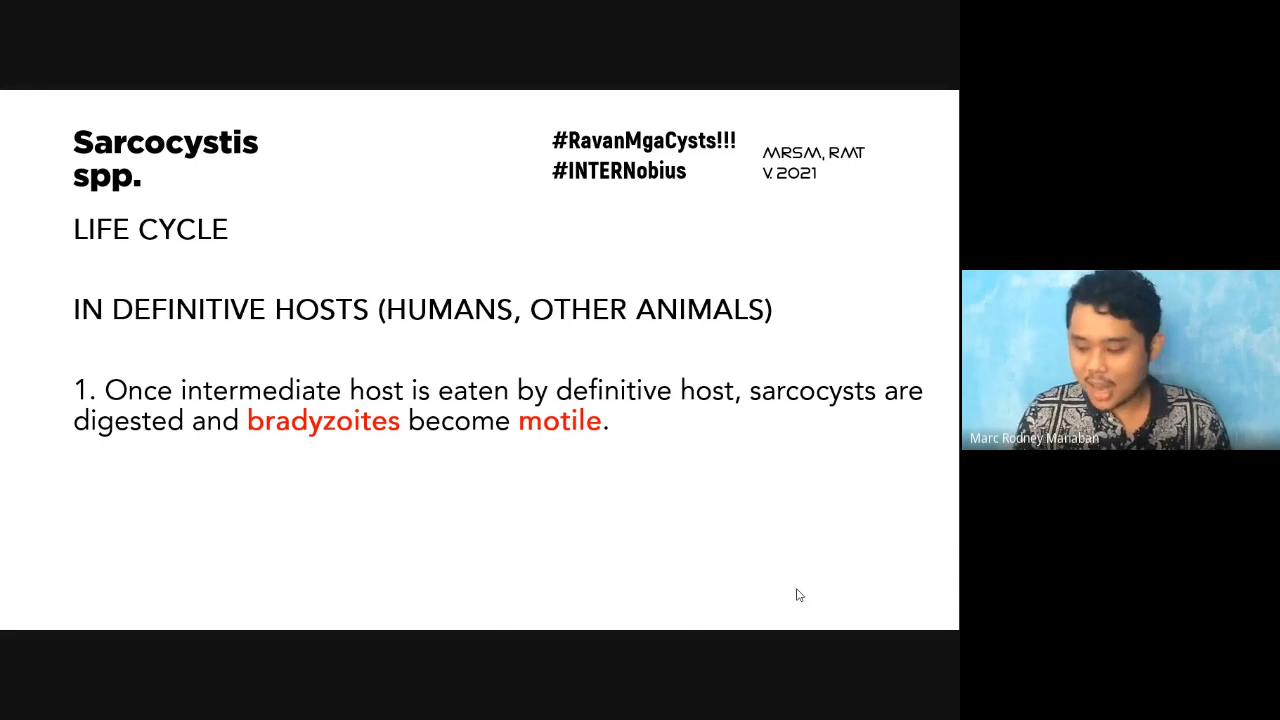 Sarcocystis
spp.
#RavanMgaCysts!!!
#INTERNobius
MRSM, RMT
V. 2021
LIFE CYCLE
IN DEFINITIVE HOSTS (HUMANS, OTHER ANIMALS)
1. Once intermediate host is eaten by definitive host, sarcocysts are
digested and bradyzoites become motile.
Marc Rodney Manaban